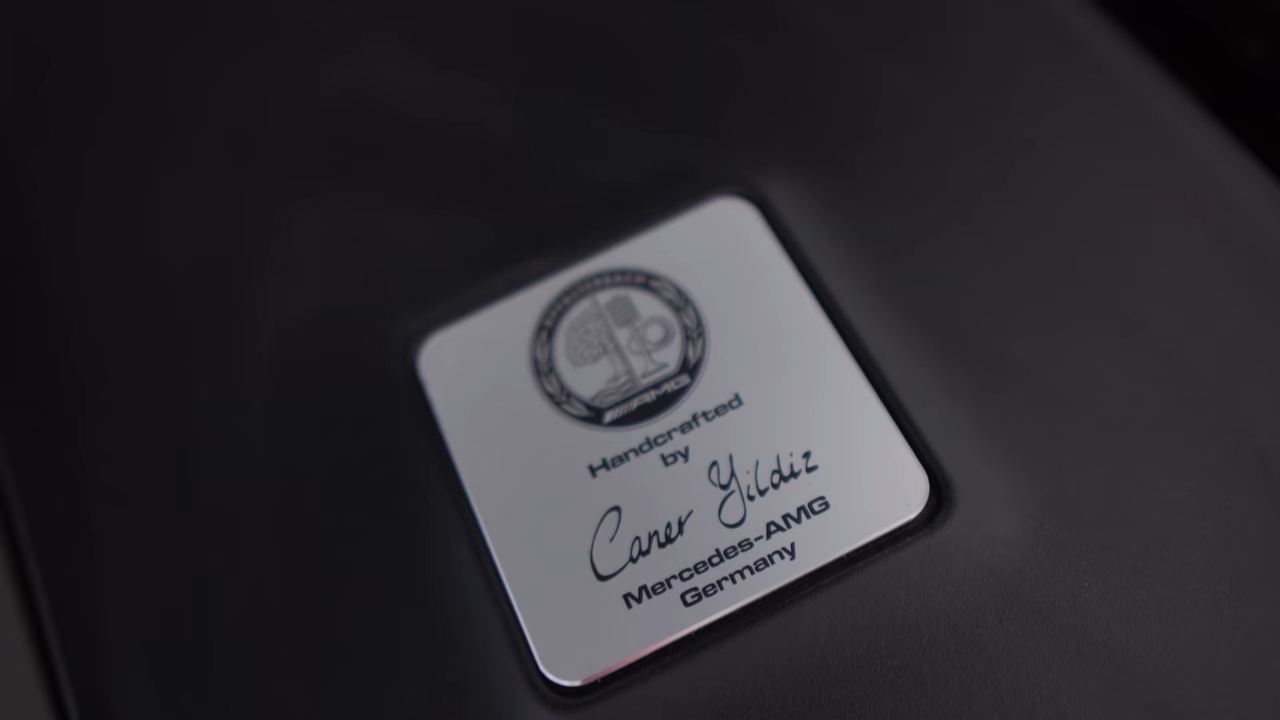 AMG
Handcrafted
by
Caner Yildiz
Mercedes-AMG
Germany